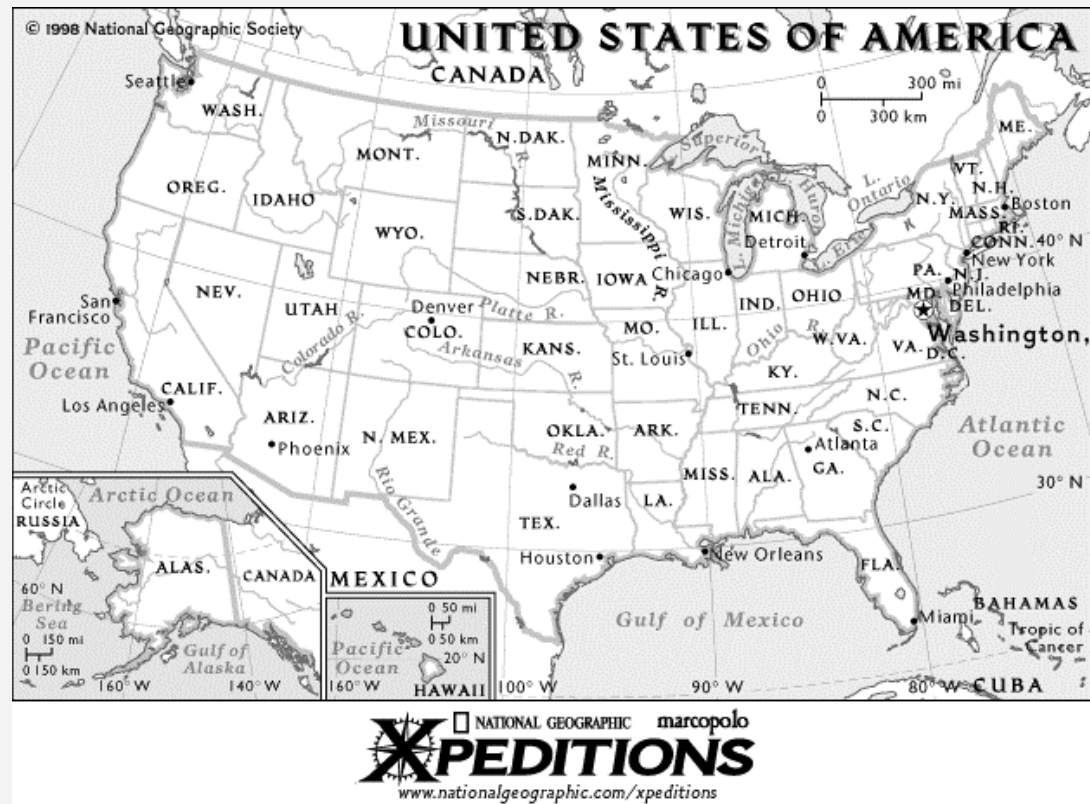 © 1998 National Geographic Society
UNITED STATES OF AMERICA
CANADA
0 300 mi
0 300 km
Seattle
WASH.
Missouri
R.
N.DAK.
MONT.
MINN.
L.
Superior
ME.
OREG.
IDAHO
S.DAK.
Mississippi R.
WIS.
L. Michigan
MICH.
L.
Huron
L.
Ontario
VT.
N.H.
N.Y.
MASS.
Boston
RI.
CONN.
40° N
New York
WYO.
Detroit
L. Erie
NEBR.
IOWA
Chicago
PA.
N.J.
Philadelphia
MD.
DEL.
San
Francisco
NEV.
UTAH
Denver
COLO.
Platte R.
IND.
OHIO
Washington,
D.C.
Pacific
Ocean
Colorado R.
Arkansas
R.
KANS.
MO.
St. Louis
ILL.
Ohio
R.
W.VA.
VA.
KY.
CALIF.
Los Angeles
ARIZ.
Phoenix
N. MEX.
OKLA.
Red R.
ARK.
TENN.
N.C.
S.C.
Atlanta
GA.
Atlantic
Ocean
30° N
MISS.
ALA.
Dallas
LA.
TEX.
Rio Grande
Houston
New Orleans
FLA.
Miami
Gulf of Mexico
BAHAMAS
Tropic of
Cancer
CUBA
MEXICO
Arctic
Circle
RUSSIA
Arctic Ocean
ALAS.
CANADA
60° N
Bering
Sea
0 150 mi
0 150 km
Gulf of
Alaska
160° W
140° W
0 50 mi
0 50 km
Pacific
Ocean
20° N
160° W
HAWAII
100° W
90° W
80° W
NATIONAL GEOGRAPHIC
marcopolo
XPEDITIONS
www.nationalgeographic.com/xpeditions